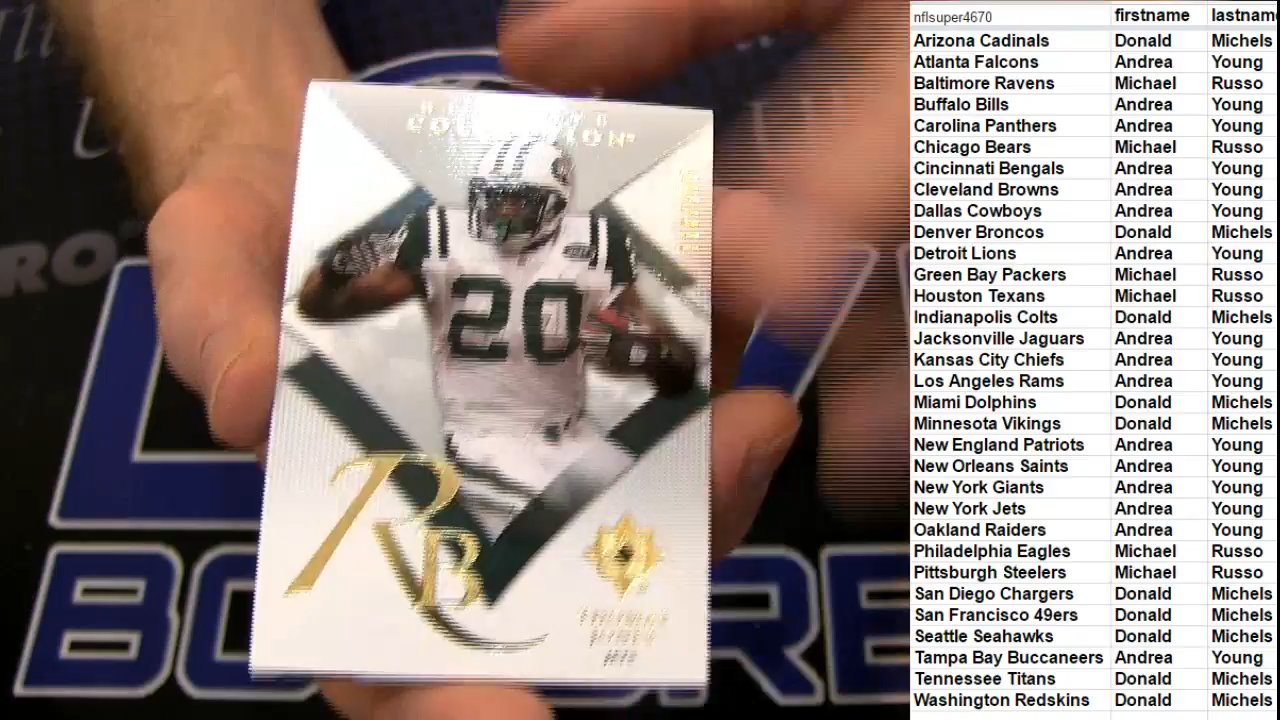 COLLECTION
20
RB
BO
RE
RO
nflsuper4670 firstname lastname
Arizona Cadinals Donald Michels
Atlanta Falcons Andrea Young
Baltimore Ravens Michael Russo
Buffalo Bills Andrea Young
Carolina Panthers Andrea Young
Chicago Bears Michael Russo
Cincinnati Bengals Andrea Young
Cleveland Browns Andrea Young
Dallas Cowboys Andrea Young
Denver Broncos Donald Michels
Detroit Lions Andrea Young
Green Bay Packers Michael Russo
Houston Texans Michael Russo
Indianapolis Colts Donald Michels
Jacksonville Jaguars Andrea Young
Kansas City Chiefs Andrea Young
Los Angeles Rams Andrea Young
Miami Dolphins Donald Michels
Minnesota Vikings Donald Michels
New England Patriots Andrea Young
New Orleans Saints Andrea Young
New York Giants Andrea Young
New York Jets Andrea Young
Oakland Raiders Andrea Young
Philadelphia Eagles Michael Russo
Pittsburgh Steelers Michael Russo
San Diego Chargers Donald Michels
San Francisco 49ers Donald Michels
Seattle Seahawks Donald Michels
Tampa Bay Buccaneers Andrea Young
Tennessee Titans Donald Michels
Washington Redskins Donald Michels